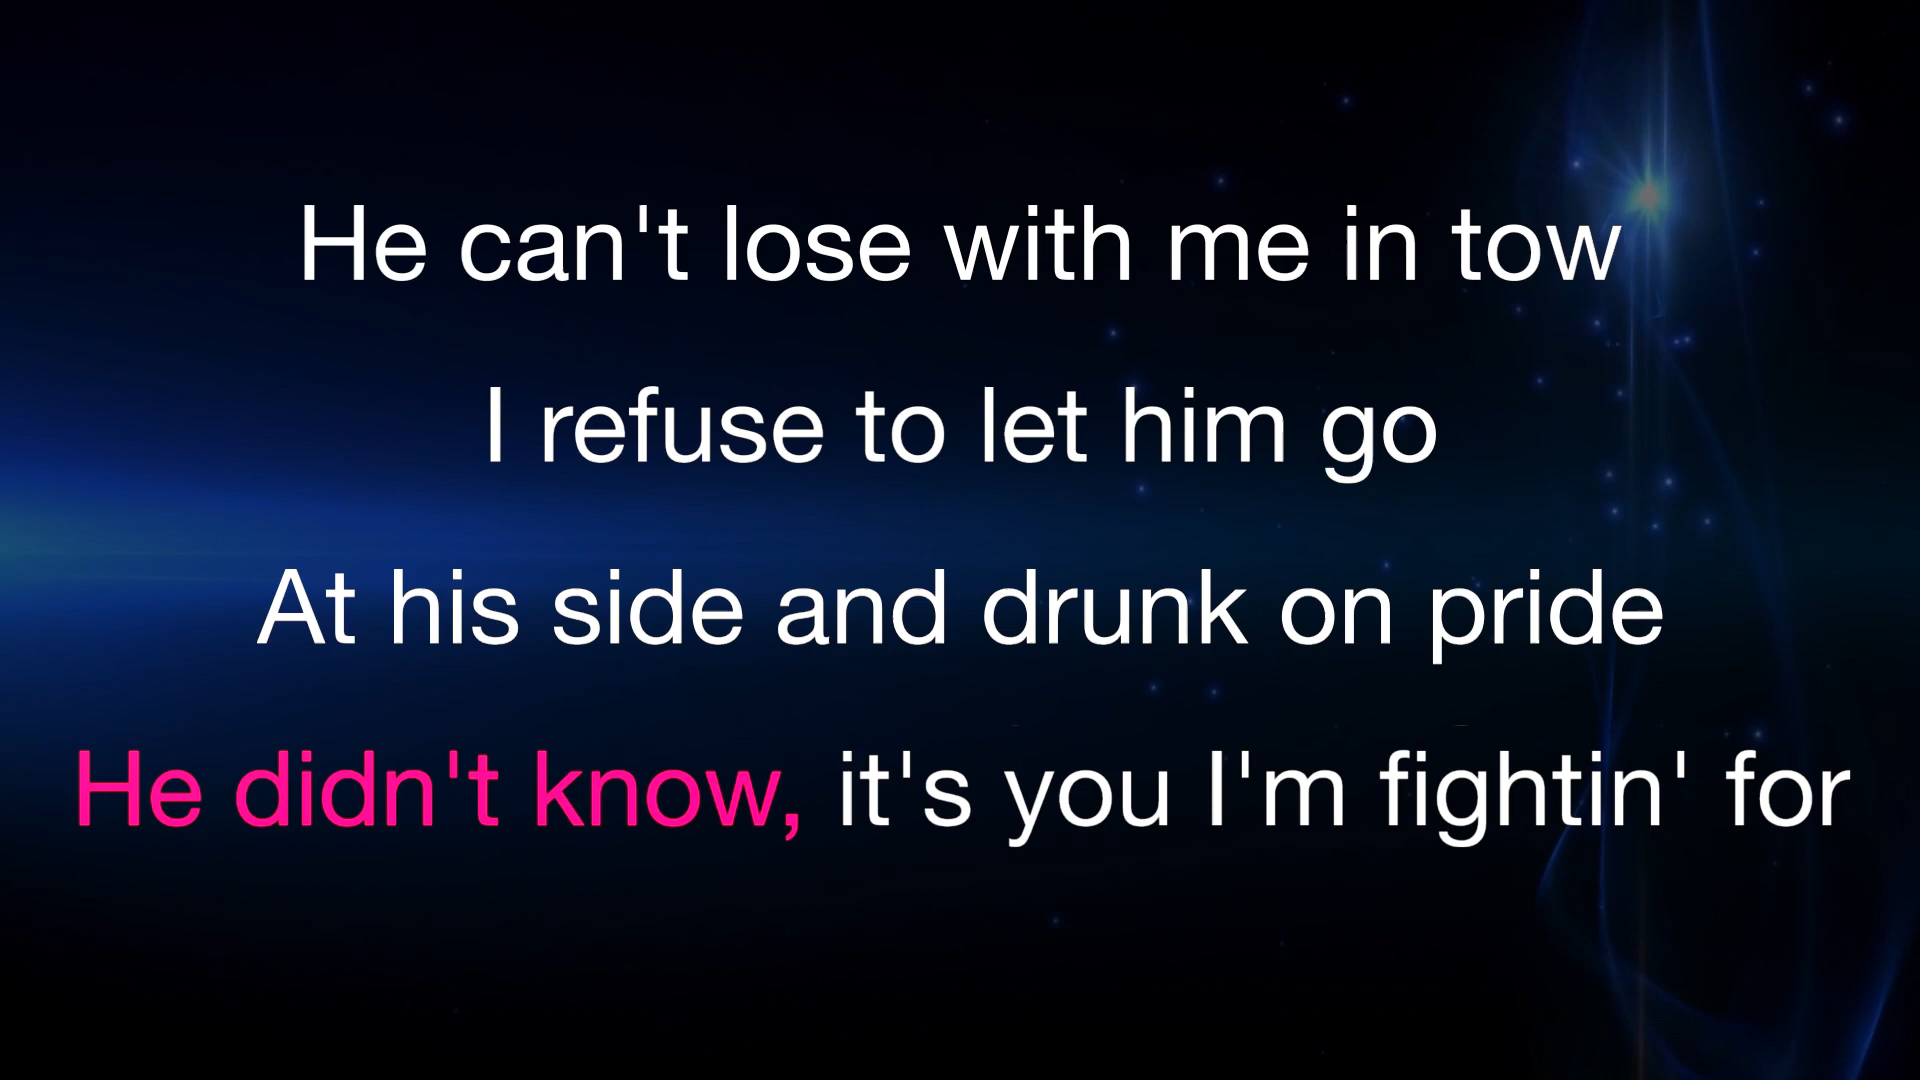 He can't lose with me in tow
I refuse to let him go
At his side and drunk on pride
He didn't know, it's you I'm fightin' for